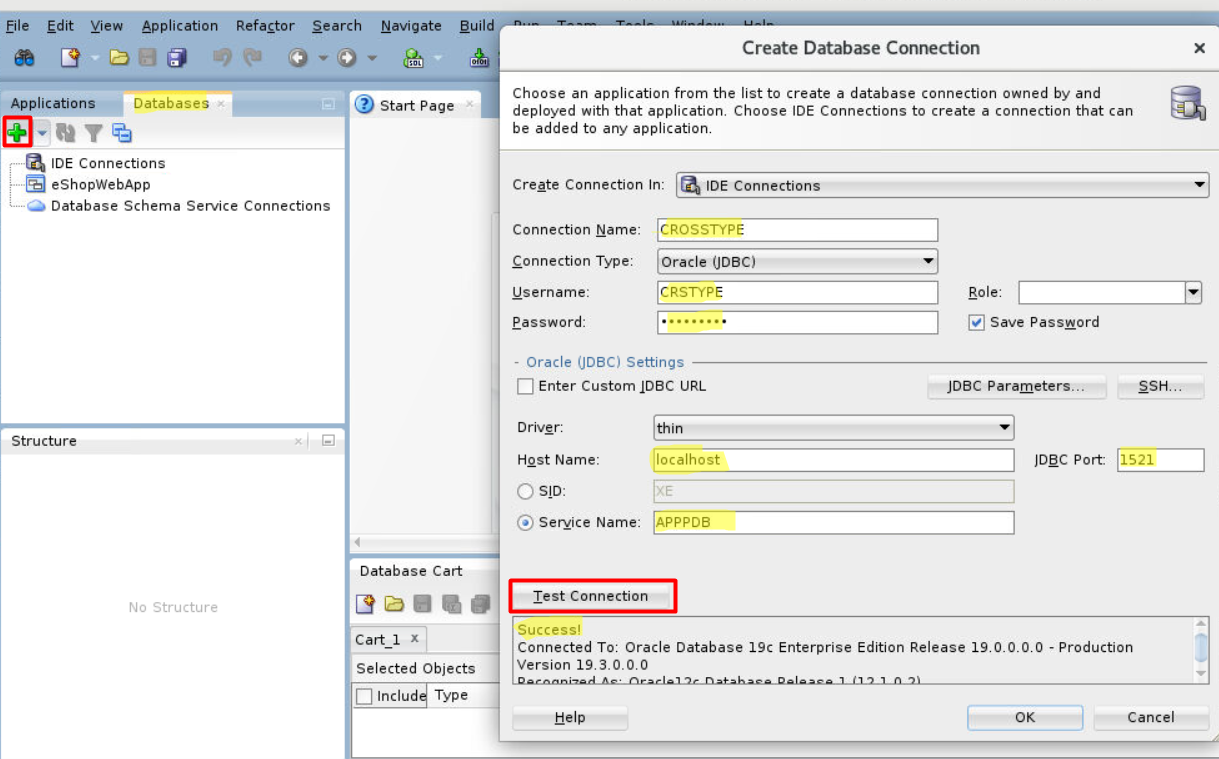 File Edit View Application Refactor Search Navigate Build Run Team Tools Window Help
Applications
Databases
IDE Connections
eShopWebApp
Database Schema Service Connections
Structure
No Structure
Start Page
Database Cart
Cart_1
Selected Objects
Include Type
Create Database Connection
Choose an application from the list to create a database connection owned by and
deployed with that application. Choose IDE Connections to create a connection that can
be added to any application.
Create Connection In: IDE Connections
Connection Name: CROSSTYPE
Connection Type: Oracle (JDBC)
Username: CRSTYPE Role:
Password: ••••••••• Save Password
- Oracle (JDBC) Settings
Enter Custom JDBC URL JDBC Parameters... SSH...
Driver: thin
Host Name: localhost JDBC Port: 1521
SID: XE
Service Name: APPPDB
Test Connection
Success!
Connected To: Oracle Database 19c Enterprise Edition Release 19.0.0.0.0 - Production
Version 19.3.0.0.0
Recognized As: Oracle12c Database Release 1 (12.1.0.2)
Help OK Cancel